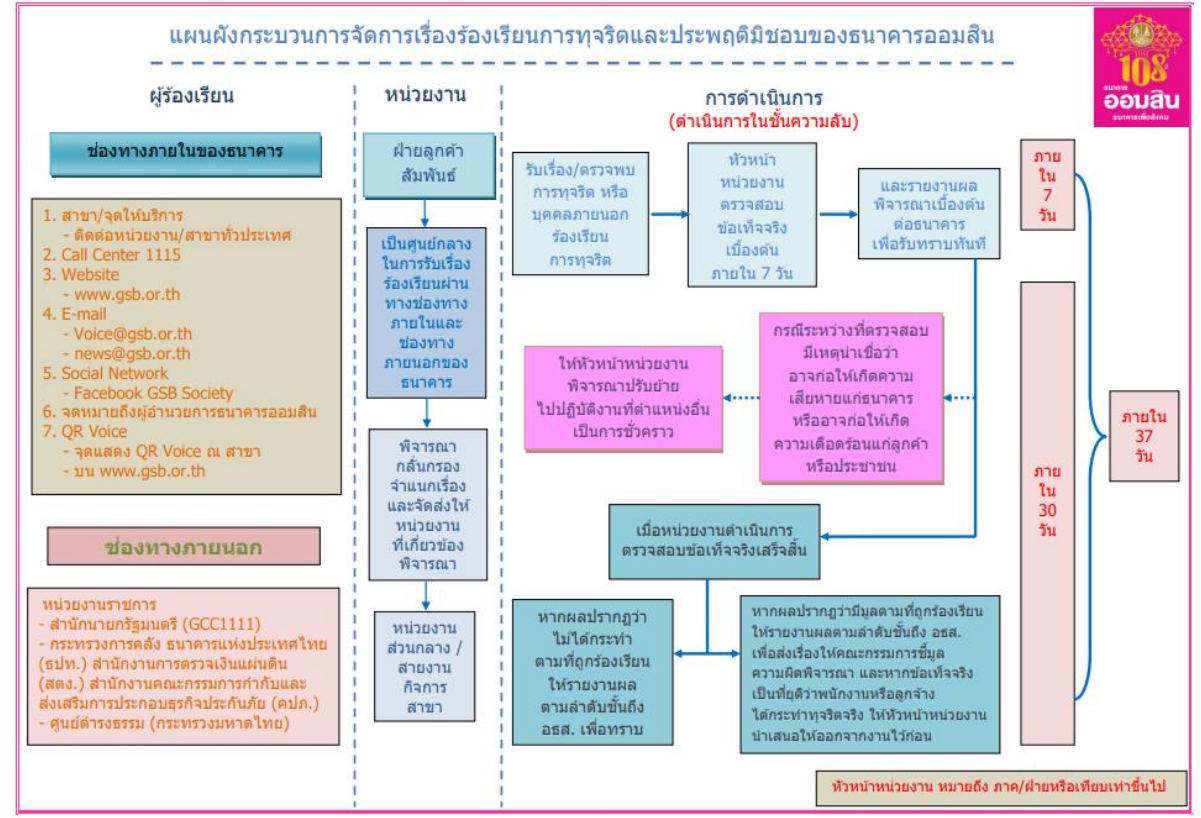 แผนผังกระบวนการจัดการเรื่องร้องเรียนการทุจริตและประพฤติมิชอบของธนาคารออมสิน
108
ธนาคาร
ออมสิน
ธนาคารเพื่อสังคม
ผู้ร้องเรียน
ช่องทางภายในของธนาคาร
1. สาขา/จุดให้บริการ
- ติดต่อหน่วยงาน/สาขาทั่วประเทศ
2. Call Center 1115
3. Website
- www.gsb.or.th
4. E-mail
- Voice@gsb.or.th
- news@gsb.or.th
5. Social Network
- Facebook GSB Society
6. จดหมายถึงผู้อำนวยการธนาคารออมสิน
7. QR Voice
- จุดแสดง QR Voice ณ สาขา
- บน www.gsb.or.th
ช่องทางภายนอก
หน่วยงานราชการ
- สำนักนายกรัฐมนตรี (GCC1111)
- กระทรวงการคลัง ธนาคารแห่งประเทศไทย
(ธปท.) สำนักงานการตรวจเงินแผ่นดิน
(สตง.) สำนักงานคณะกรรมการกำกับและ
ส่งเสริมการประกอบธุรกิจประกันภัย (คปภ.)
- ศูนย์ดำรงธรรม (กระทรวงมหาดไทย)
หน่วยงาน
ฝ่ายลูกค้า
สัมพันธ์
เป็นศูนย์กลาง
ในการรับเรื่อง
ร้องเรียนผ่าน
ทางช่องทาง
ภายในและ
ช่องทาง
ภายนอกของ
ธนาคาร
พิจารณา
กลั่นกรอง
จำแนกเรื่อง
และจัดส่งให้
หน่วยงาน
ที่เกี่ยวข้อง
พิจารณา
หน่วยงาน
ส่วนกลาง /
สายงาน
กิจการ
สาขา
การดำเนินการ
(ดำเนินการในชั้นความลับ)
รับเรื่อง/ตรวจพบ
การทุจริต หรือ
บุคคลภายนอก
ร้องเรียน
การทุจริต
หัวหน้า
หน่วยงาน
ตรวจสอบ
ข้อเท็จจริง
เบื้องต้น
ภายใน 7 วัน
และรายงานผล
พิจารณาเบื้องต้น
ต่อธนาคาร
เพื่อรับทราบทันที
กรณีระหว่างที่ตรวจสอบ
มีเหตุน่าเชื่อว่า
อาจก่อให้เกิดความ
เสียหายแก่ธนาคาร
หรืออาจก่อให้เกิด
ความเดือดร้อนแก่ลูกค้า
หรือประชาชน
ให้หัวหน้าหน่วยงาน
พิจารณาปรับย้าย
ไปปฏิบัติงานที่ตำแหน่งอื่น
เป็นการชั่วคราว
เมื่อหน่วยงานดำเนินการ
ตรวจสอบข้อเท็จจริงเสร็จสิ้น
หากผลปรากฏว่า
ไม่ได้กระทำ
ตามที่ถูกร้องเรียน
ให้รายงานผล
ตามลำดับชั้นถึง
อธส. เพื่อทราบ
หากผลปรากฏว่ามีมูลตามที่ถูกร้องเรียน
ให้รายงานผลตามลำดับชั้นถึง อธส.
เพื่อส่งเรื่องให้คณะกรรมการชี้มูล
ความผิดพิจารณา และหากข้อเท็จจริง
เป็นที่ยุติว่าพนักงานหรือลูกจ้าง
ได้กระทำทุจริตจริง ให้หัวหน้าหน่วยงาน
นำเสนอให้ออกจากงานไว้ก่อน
ภาย
ใน
7
วัน
ภาย
ใน
30
วัน
ภายใน
37
วัน
หัวหน้าหน่วยงาน หมายถึง ภาค/ฝ่ายหรือเทียบเท่าขึ้นไป